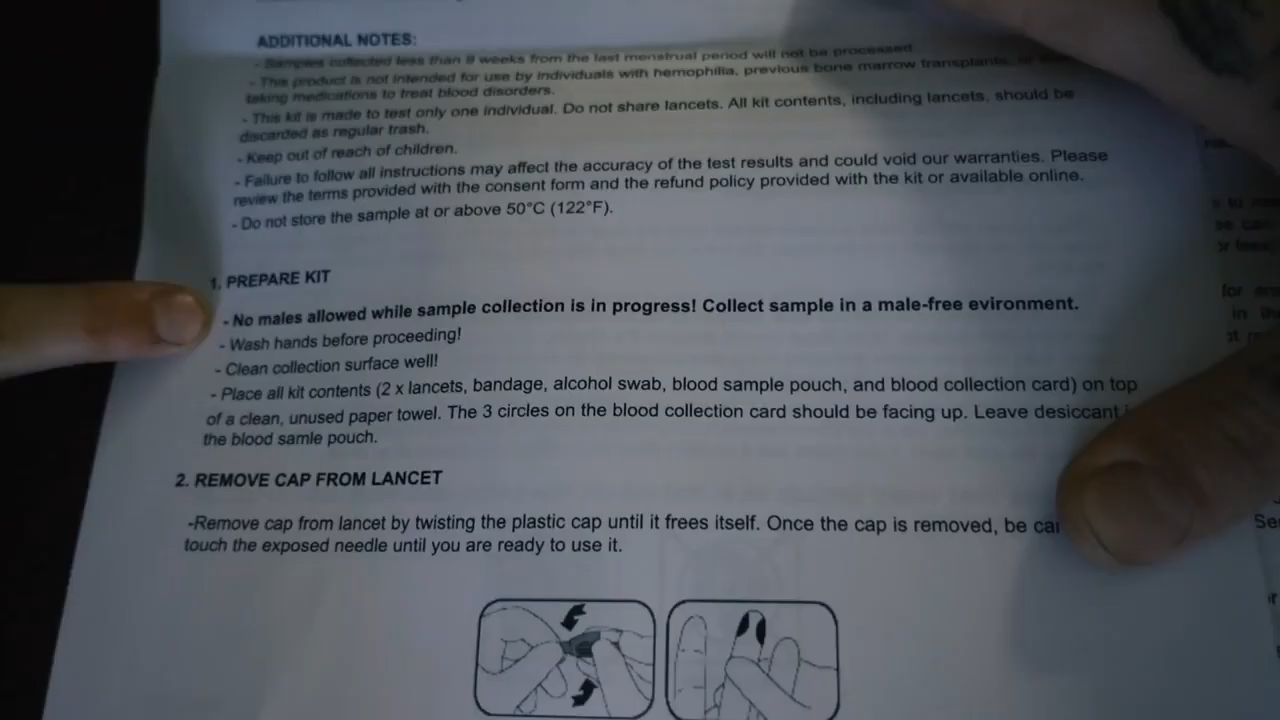 ADDITIONAL NOTES:
- Samples collected less than 9 weeks from the last menstrual period will not be processed
- This product is not intended for use by individuals with hemophilia, previous bone marrow transplants, or
taking medications to treat blood disorders.
- This kit is made to test only one individual. Do not share lancets. All kit contents, including lancets, should be
discarded as regular trash.
- Keep out of reach of children.
- Failure to follow all instructions may affect the accuracy of the test results and could void our warranties. Please
review the terms provided with the consent form and the refund policy provided with the kit or available online.
- Do not store the sample at or above 50°C (122°F).
1. PREPARE KIT
- No males allowed while sample collection is in progress! Collect sample in a male-free evironment.
- Wash hands before proceeding!
- Clean collection surface well!
- Place all kit contents (2 x lancets, bandage, alcohol swab, blood sample pouch, and blood collection card) on top
of a clean, unused paper towel. The 3 circles on the blood collection card should be facing up. Leave desiccant
the blood samle pouch.
2. REMOVE CAP FROM LANCET
-Remove cap from lancet by twisting the plastic cap until it frees itself. Once the cap is removed, be
touch the exposed needle until you are ready to use it.